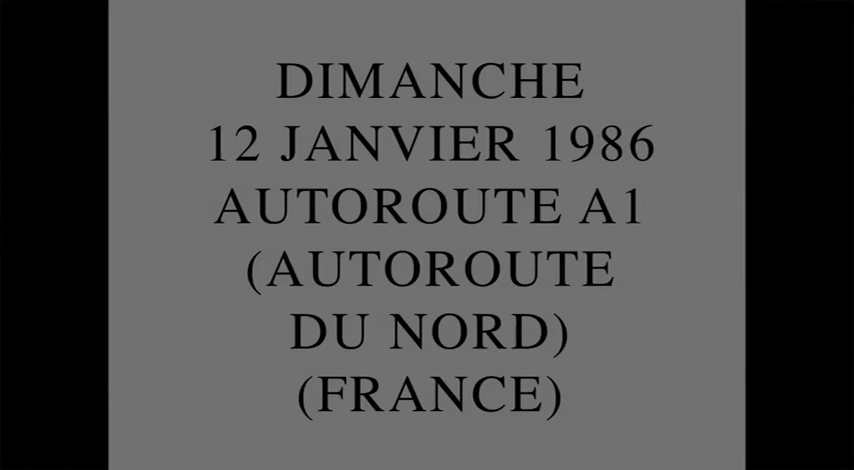 DIMANCHE
12 JANVIER 1986
AUTOROUTE A1
(AUTOROUTE
DU NORD)
(FRANCE)